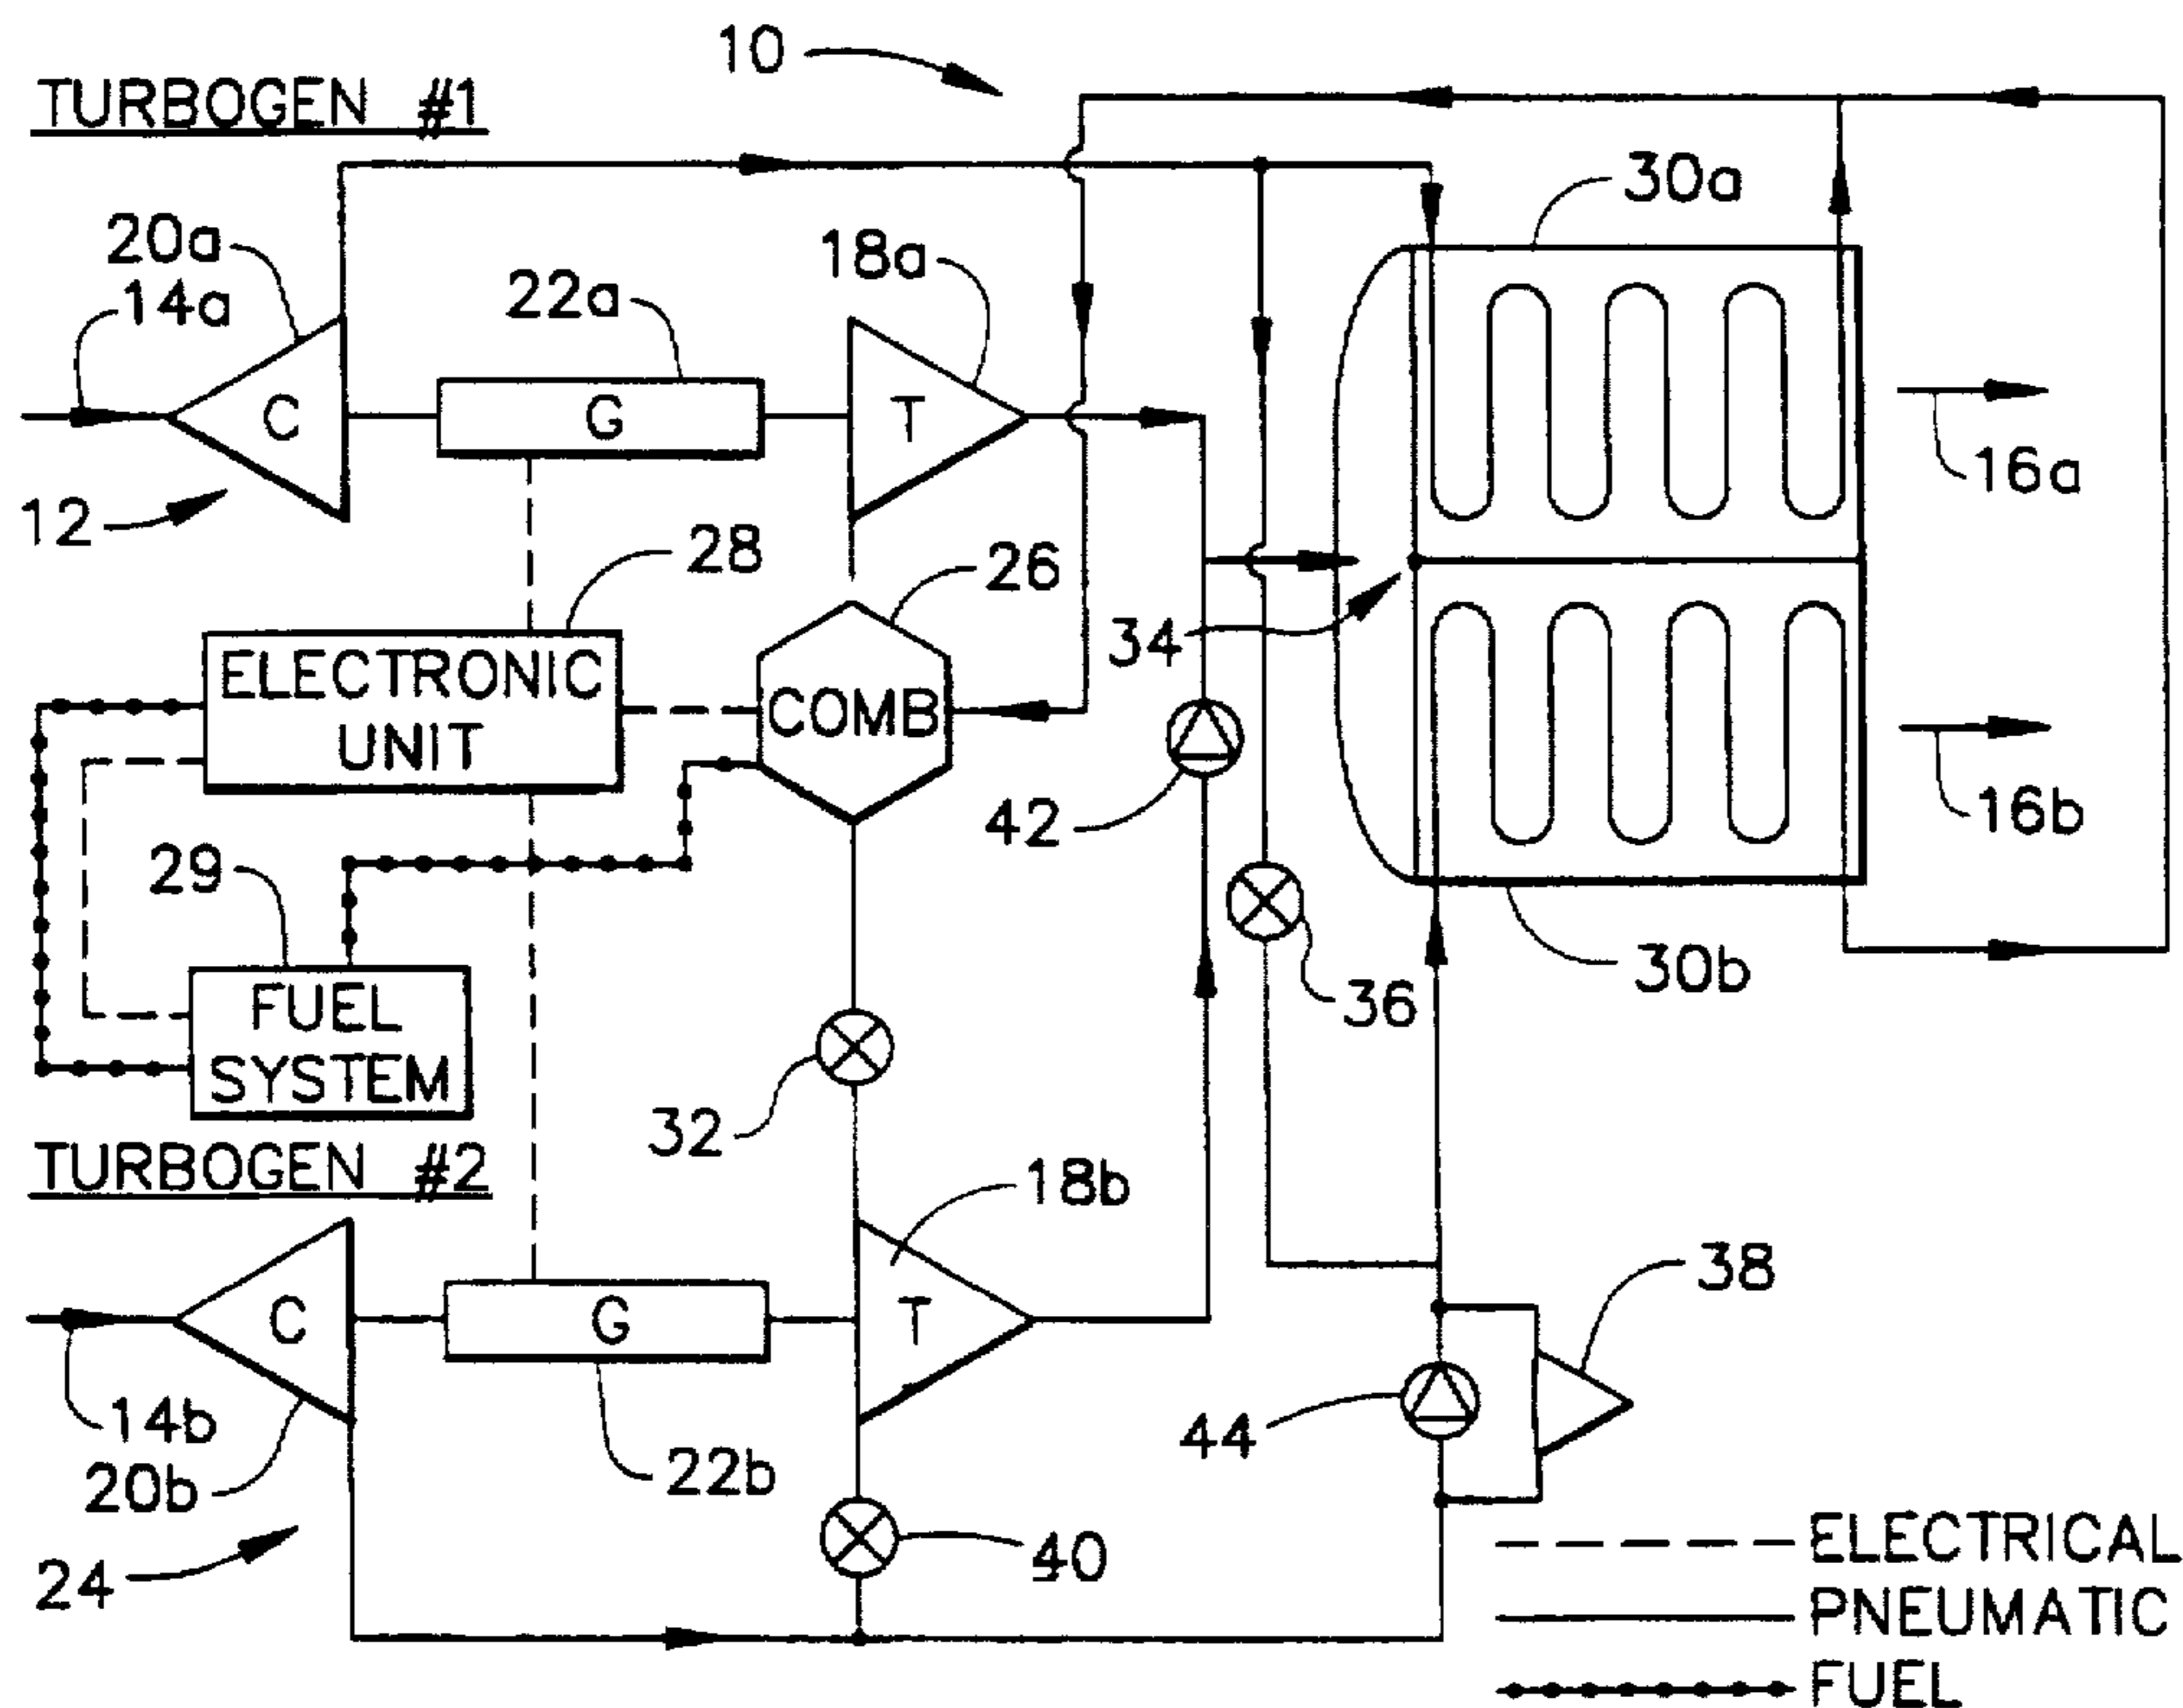 10
TURBOGEN #1
30a
20a
18a
14a
22a
C
G
T
16a
12
28
26
ELECTRONIC
UNIT
COMB
34
42
16b
29
36
30b
FUEL
SYSTEM
32
TURBOGEN #2
18b
38
C
G
T
14b
44
20b
22b
40
24
ELECTRICAL
PNEUMATIC
FUEL